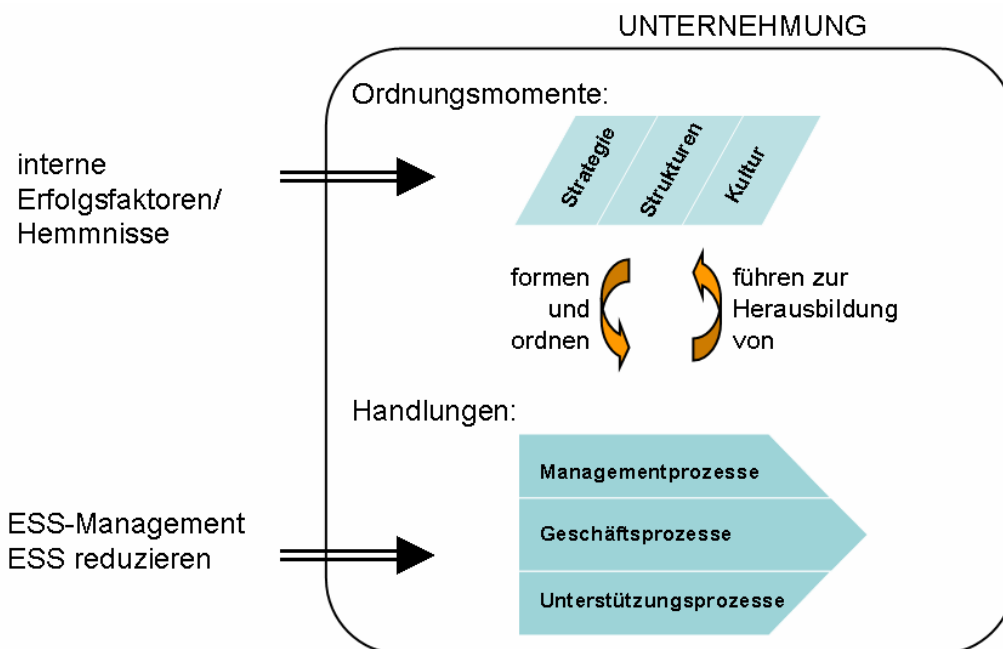 UNTERNEHMUNG
Ordnungsmomente:
Strategie
Strukturen
Kultur
interne
Erfolgsfaktoren/
Hemmnisse
formen
und
ordnen
führen zur
Herausbildung
von
Handlungen:
Managementprozesse
Geschäftsprozesse
Unterstützungsprozesse
ESS-Management
ESS reduzieren